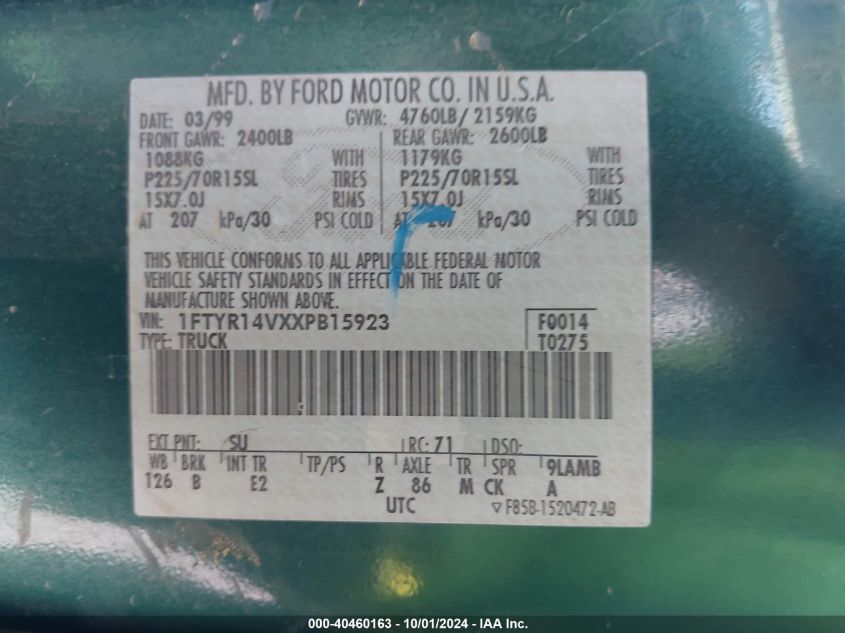 MFD. BY FORD MOTOR CO. IN U.S.A.
DATE: 03/99 GVWR: 4760LB/ 2159KG
FRONT GAWR: 2400LB REAR GAWR: 2600LB
1088KG WITH 1179KG WITH
P225/70R15SL TIRES P225/70R15SL TIRES
15X7.0J RIMS 15X7.0J RIMS
AT 207 kPa/30 PSI COLD AT 207 kPa/30 PSI COLD
THIS VEHICLE CONFORMS TO ALL APPLICABLE FEDERAL MOTOR
VEHICLE SAFETY STANDARDS IN EFFECT ON THE DATE OF
MANUFACTURE SHOWN ABOVE.
VIN: 1FTYR14VXXPB15923 F0014
TYPE: TRUCK T0275
EXT PNT: SU RC: 71 DSO:
WB BRK INT TR TP/PS R AXLE TR SPR 9LAMB
126 B E2 Z 86 M CK A
UTC ▽ F85B-1520472-AB
000-40460163 - 10/01/2024 - IAA Inc.